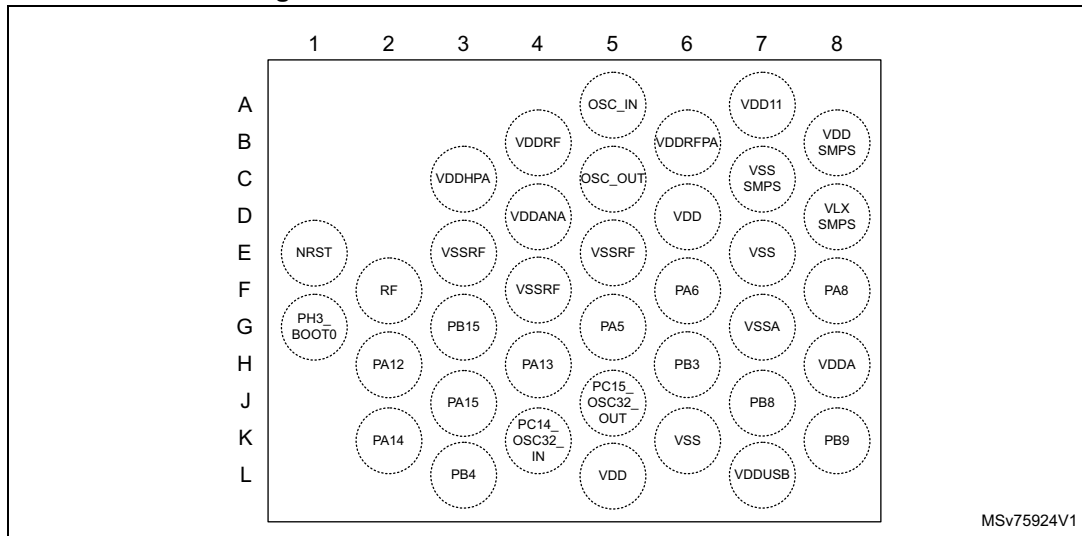 1 2 3 4 5 6 7 8
A
OSC_IN
VDD11
B
VDDRF
VDDRFPA
VDD
SMPS
C
VDDHPA
OSC_OUT
VSS
SMPS
D
VDDANA
VDD
VLX
SMPS
E
NRST
VSSRF
VSSRF
VSS
F
RF
VSSRF
PA6
PA8
G
PH3_
BOOT0
PB15
PA5
VSSA
H
PA12
PA13
PB3
VDDA
J
PA15
PC15_
OSC32_
OUT
PB8
K
PA14
PC14_
OSC32_
IN
VSS
PB9
L
PB4
VDD
VDDUSB
MSv75924V1